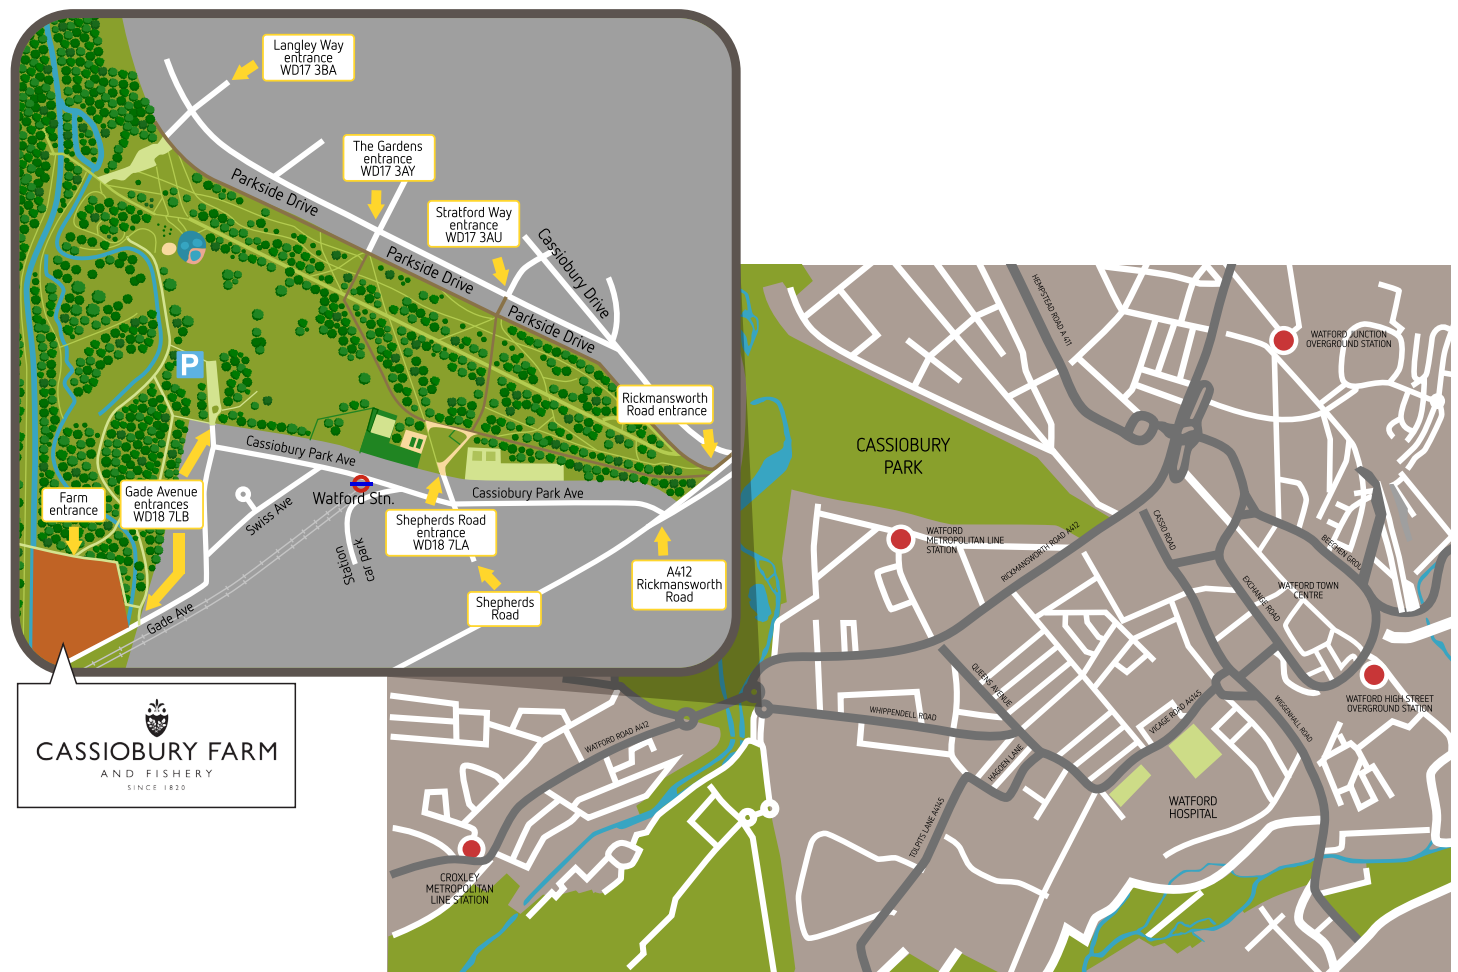 Langley Way
entrance
WD17 3BA
The Gardens
entrance
WD17 3AY
Parkside Drive
Stratford Way
entrance
WD17 3AU
Cassiobury Drive
Parkside Drive
Parkside Drive
P
Rickmansworth
Road entrance
Cassiobury Park Ave
Watford Stn.
Cassiobury Park Ave
Farm
entrance
Gade Avenue
entrances
WD18 7LB
Swiss Ave
Shepherds Road
entrance
WD18 7LA
Station
car park
A412
Rickmansworth
Road
Shepherds
Road
Gade Ave
CASSIOBURY FARM
AND FISHERY
SINCE 1820
HEMPSTEAD ROAD A 411
WATFORD JUNCTION
OVERGROUND STATION
CASSIOBURY
PARK
WATFORD
METROPOLITAN LINE
STATION
RICKMANSWORTH ROAD A412
CASSIO ROAD
BEECHEN GROVE
EXCHANGE ROAD
WATFORD TOWN
CENTRE
QUEENS AVENUE
WATFORD HIGH STREET
OVERGROUND STATION
WHIPPENDELL ROAD
VICAGE ROAD A4145
WIGGENHALL ROAD
WATFORD ROAD A412
HAGDEN LANE
WATFORD
HOSPITAL
TOLPITS LANE A4145
CROXLEY
METROPOLITAN
LINE STATION